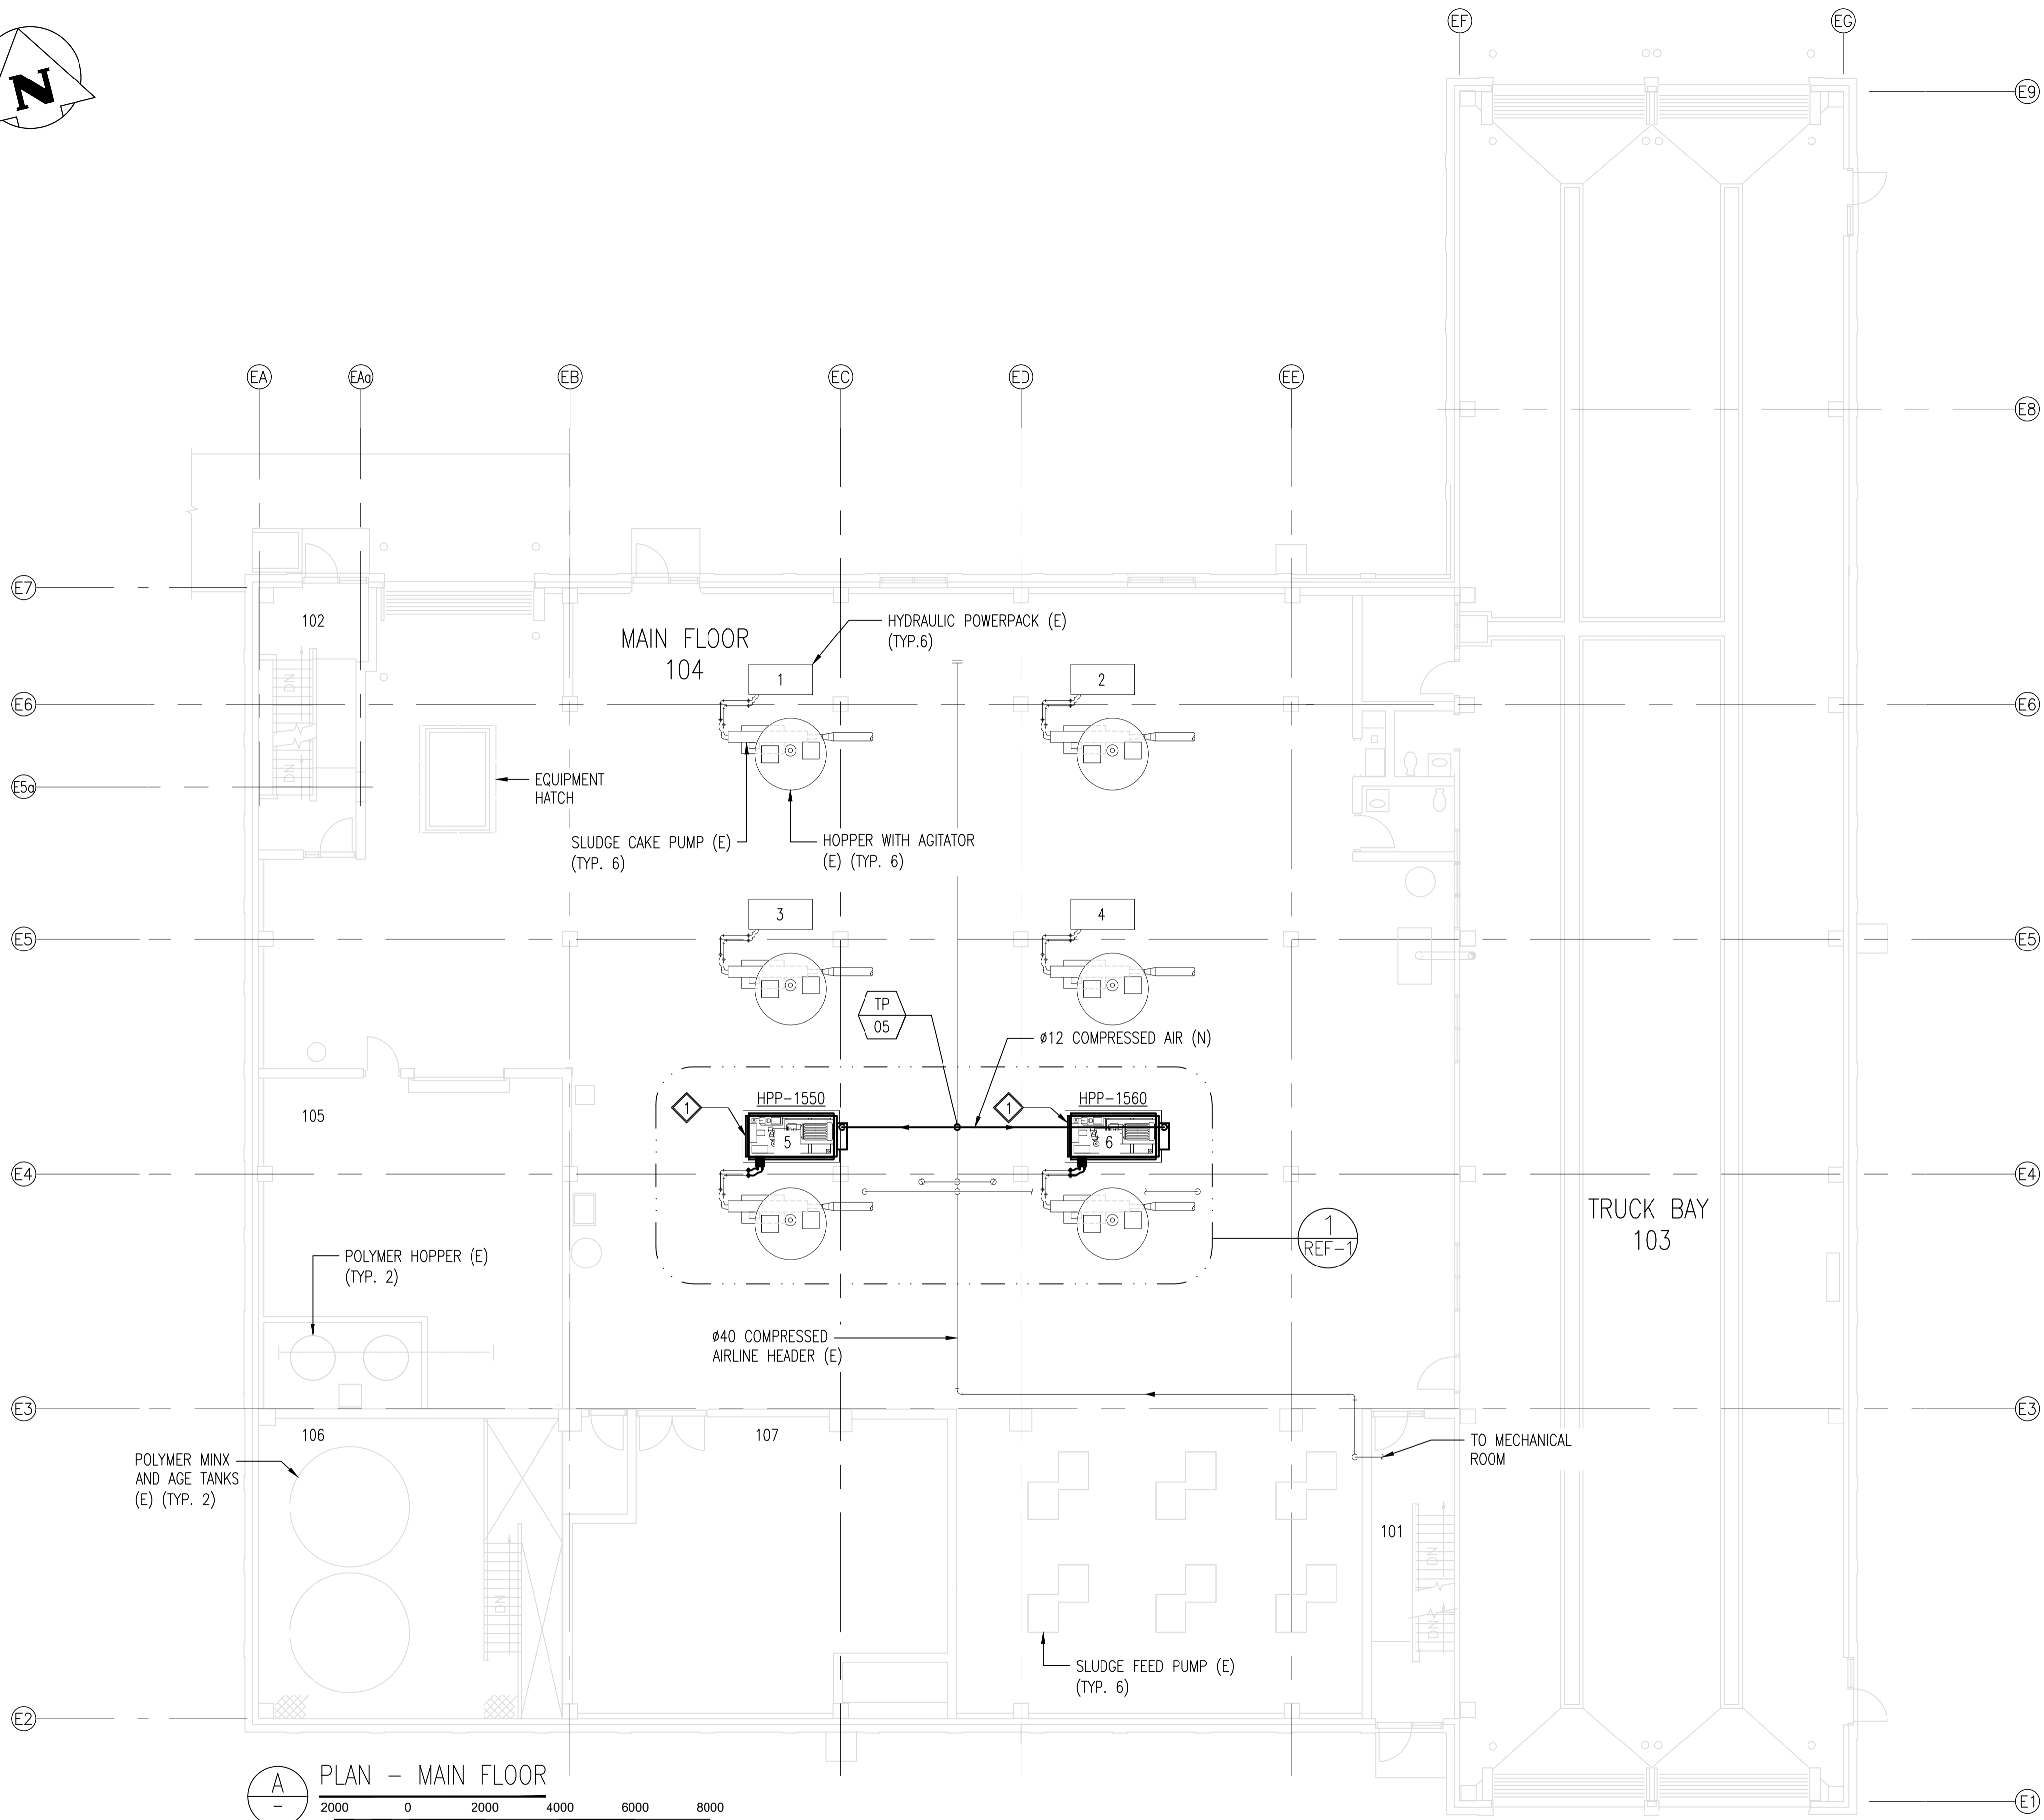 N
EF
EG
E9
EA
EAa
EB
EC
ED
EE
E8
E7
102
MAIN FLOOR
104
HYDRAULIC POWERPACK (E)
(TYP.6)
1
2
DN
E6
E6
E5a
DN
EQUIPMENT
HATCH
SLUDGE CAKE PUMP (E)
(TYP. 6)
HOPPER WITH AGITATOR
(E) (TYP. 6)
3
4
E5
E5
TP
05
ø12 COMPRESSED AIR (N)
105
1
HPP-1550
5
1
HPP-1560
6
E4
E4
TRUCK BAY
103
1
REF-1
POLYMER HOPPER (E)
(TYP. 2)
ø40 COMPRESSED
AIRLINE HEADER (E)
E3
E3
106
107
POLYMER MINX
AND AGE TANKS
(E) (TYP. 2)
TO MECHANICAL
ROOM
101
DN
DN
DN
SLUDGE FEED PUMP (E)
(TYP. 6)
E2
A
-
PLAN - MAIN FLOOR
2000 0 2000 4000 6000 8000
E1